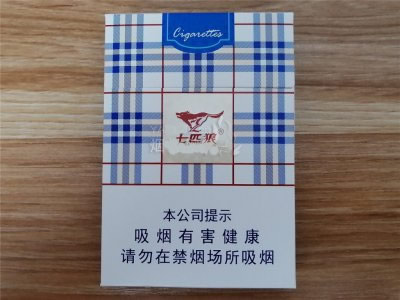 Cigarettes
七匹狼
本公司提示
吸烟有害健康
请勿在禁烟场所吸烟